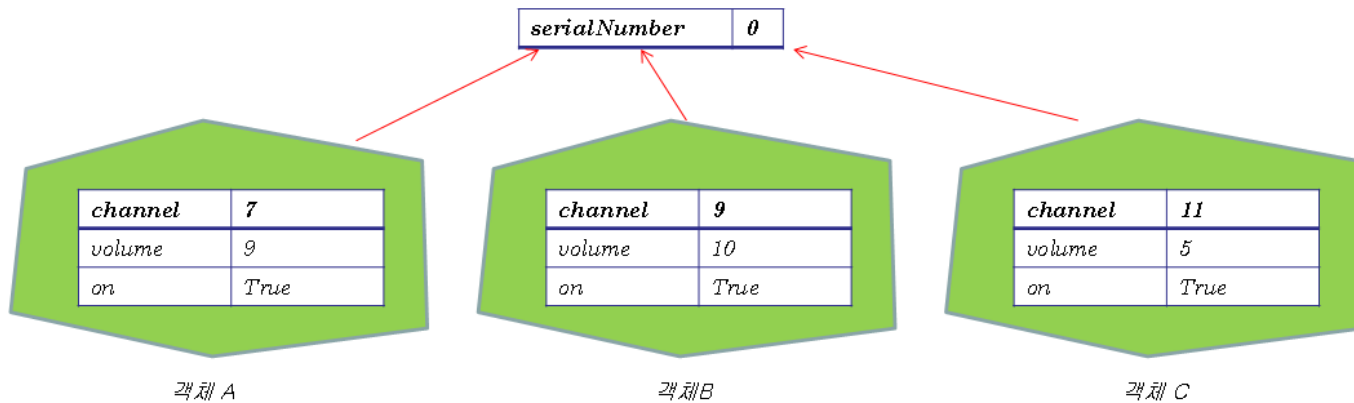 serialNumber 0
channel 7
volume 9
on True
객체 A
channel 9
volume 10
on True
객체B
channel 11
volume 5
on True
객체 C